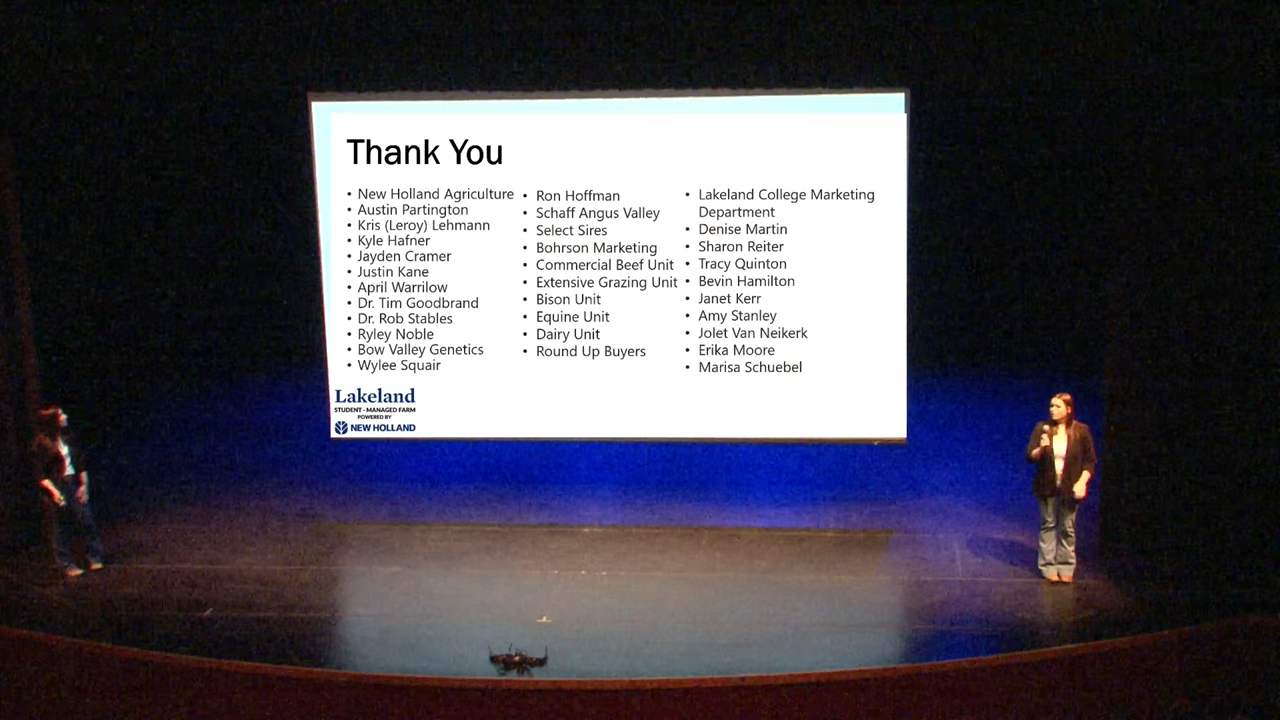 Thank You
• New Holland Agriculture
• Austin Partington
• Kris (Leroy) Lehmann
• Kyle Hafner
• Jayden Cramer
• Justin Kane
• April Warrilow
• Dr. Tim Goodbrand
• Dr. Rob Stables
• Ryley Noble
• Bow Valley Genetics
• Wylee Squair
• Ron Hoffman
• Schaff Angus Valley
• Select Sires
• Bohrson Marketing
• Commercial Beef Unit
• Extensive Grazing Unit
• Bison Unit
• Equine Unit
• Dairy Unit
• Round Up Buyers
• Lakeland College Marketing
Department
• Denise Martin
• Sharon Reiter
• Tracy Quinton
• Bevin Hamilton
• Janet Kerr
• Amy Stanley
• Jolet Van Neikerk
• Erika Moore
• Marisa Schuebel
Lakeland
STUDENT - MANAGED FARM
POWERED BY
NEW HOLLAND